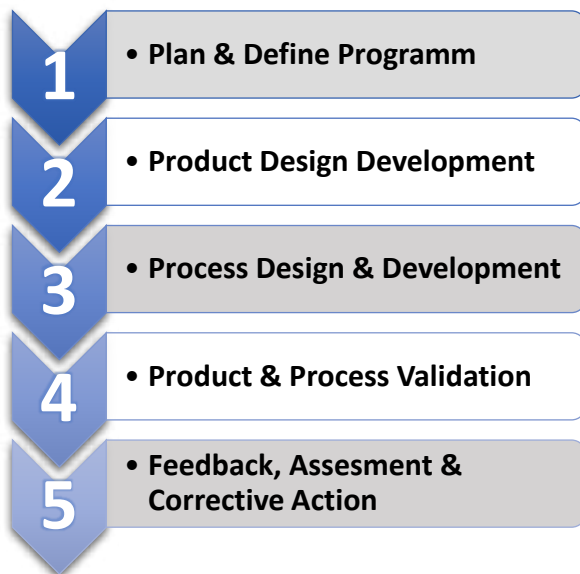 1
• Plan & Define Programm
2
• Product Design Development
3
• Process Design & Development
4
• Product & Process Validation
5
• Feedback, Assesment &
Corrective Action